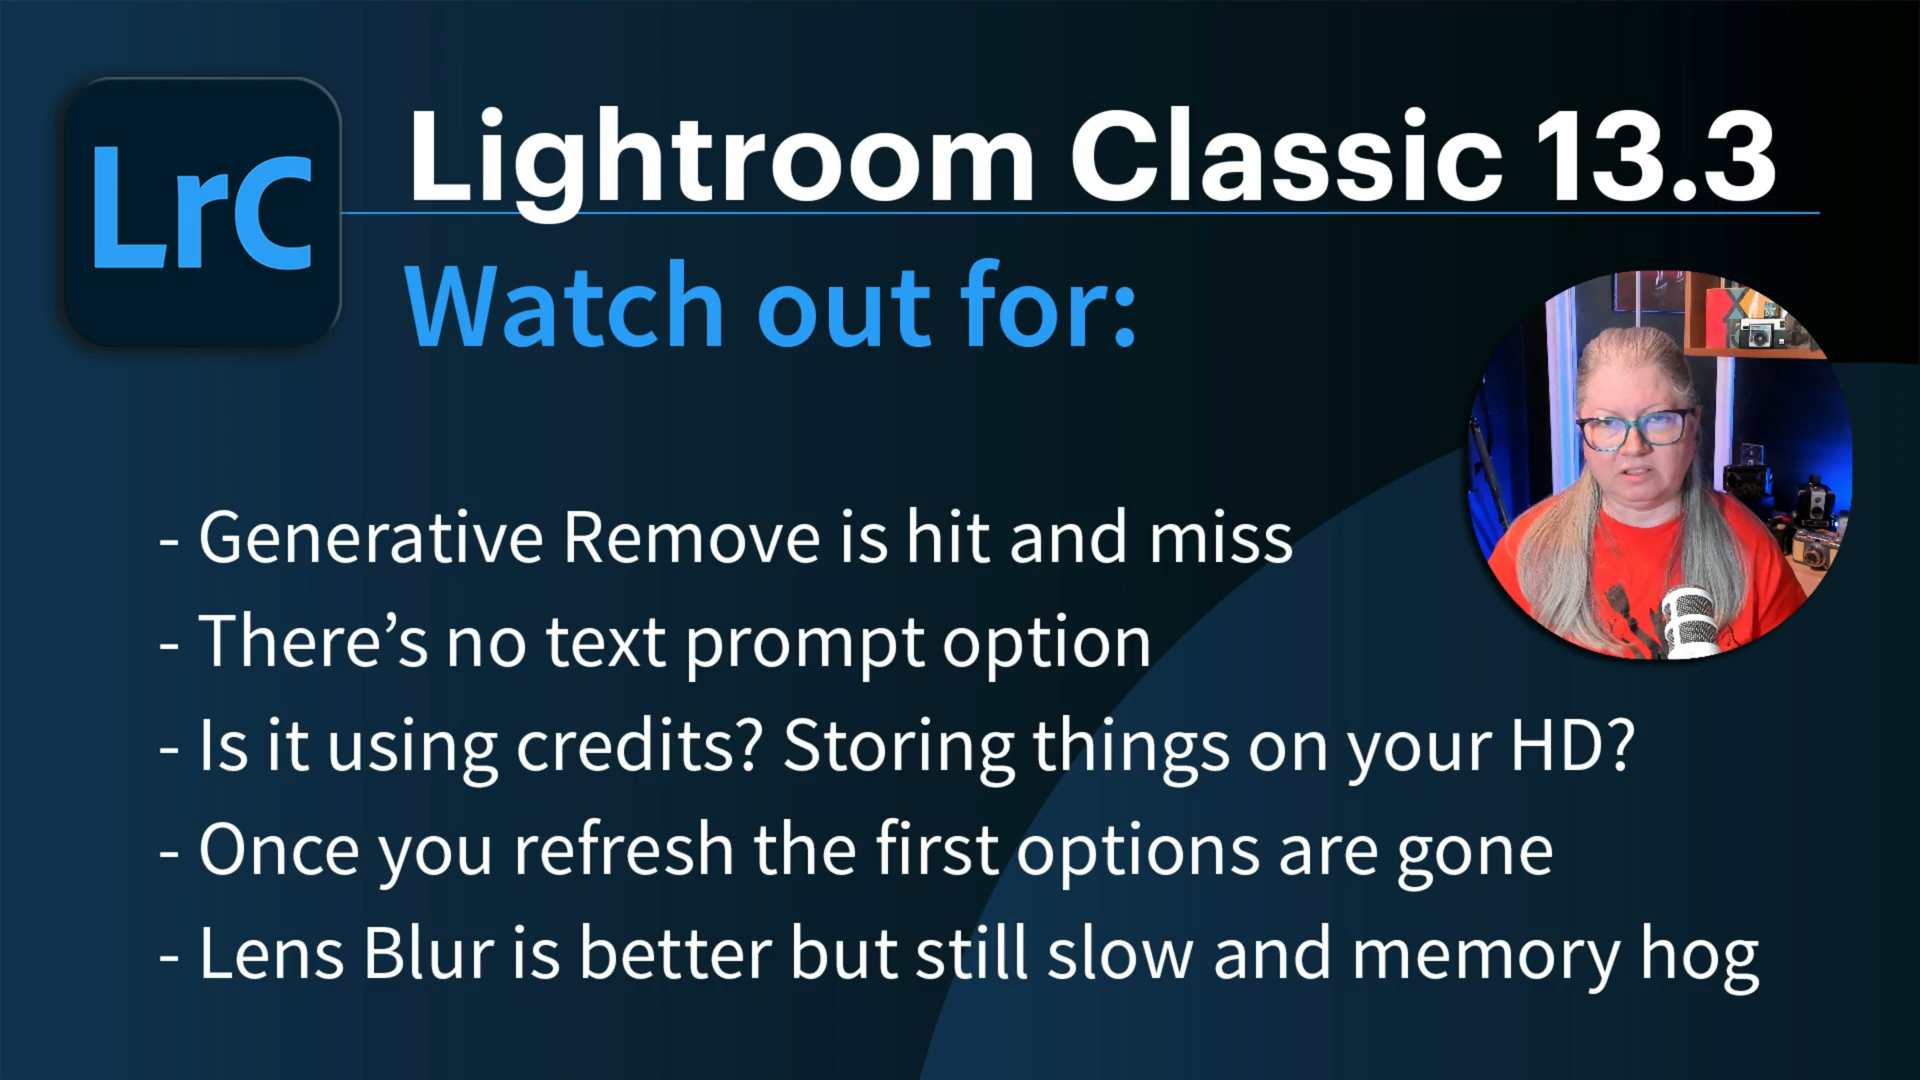 LrC
Lightroom Classic 13.3
Watch out for:
- Generative Remove is hit and miss
- There’s no text prompt option
- Is it using credits? Storing things on your HD?
- Once you refresh the first options are gone
- Lens Blur is better but still slow and memory hog